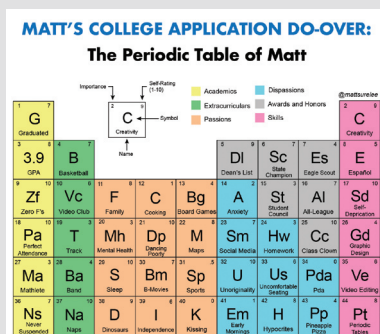 MATT'S COLLEGE APPLICATION DO-OVER:
The Periodic Table of Matt
Importance
Self-Rating
(1-10)
C
Symbol
Creativity
Name
Academics
Extracurriculars
Passions
Dispassions
Awards and Honors
Skills
@mattsurelee
G
Graduated
C
Creativity
3.9
GPA
B
Basketball
Dl
Dean's List
Sc
State
Champion
Es
Eagle Scout
E
Español
Zf
Zero F's
Vc
Video Club
F
Family
C
Cooking
Bg
Board Games
A
Anxiety
St
Student
Council
Al
All-League
Sd
Self-
Deprication
Pa
Perfect
Attendance
T
Track
Mh
Mental Health
Dp
Dancing
Poorly
M
Maps
Sm
Social Media
Hw
Homework
Cc
Class Clown
Gd
Graphic
Design
Ma
Mathlete
Ba
Band
S
Sleep
Bm
B-Movies
Sp
Sports
U
Unoriginality
Us
Uncomfortable
Seating
Pda
Pda
Ve
Video Editing
Ns
Never
Suspended
Na
Naps
D
Dinosaurs
I
Independence
K
Kissing
Em
Early
Mornings
H
Hypocrites
Pp
Pineapple
Pizza
Pt
Periodic
Tables